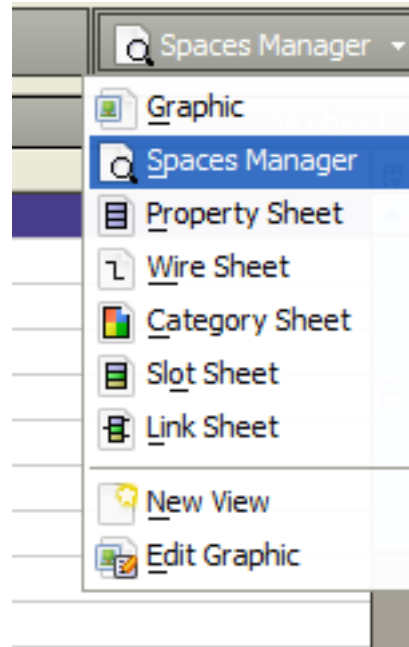 Spaces Manager
Graphic
Spaces Manager
Property Sheet
Wire Sheet
Category Sheet
Slot Sheet
Link Sheet
New View
Edit Graphic